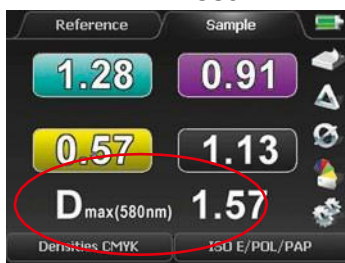 Reference Sample
1.28 0.91
0.57 1.13
Dmax(580nm) 1.57
Densities CMYK ISO E/POL/PAP